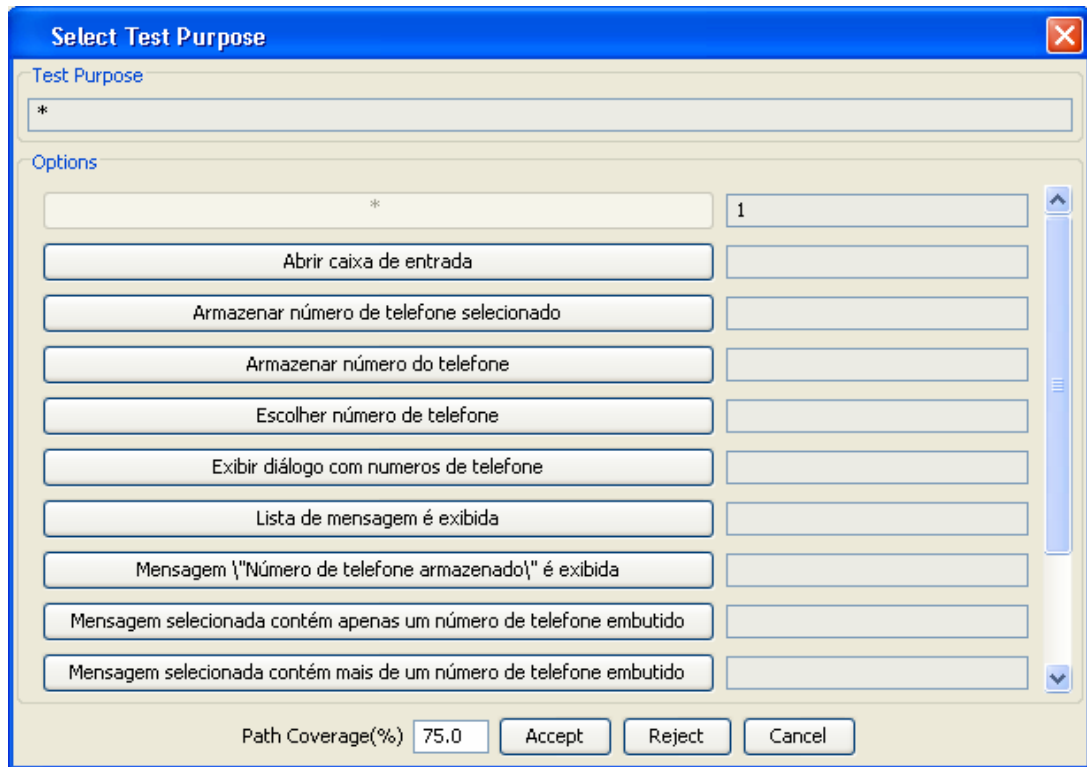 Select Test Purpose
Test Purpose
*
Options
* 1
Abrir caixa de entrada
Armazenar número de telefone selecionado
Armazenar número do telefone
Escolher número de telefone
Exibir diálogo com numeros de telefone
Lista de mensagem é exibida
Mensagem \"Número de telefone armazenado\" é exibida
Mensagem selecionada contém apenas um número de telefone embutido
Mensagem selecionada contém mais de um número de telefone embutido
Path Coverage(%) 75.0 Accept Reject Cancel